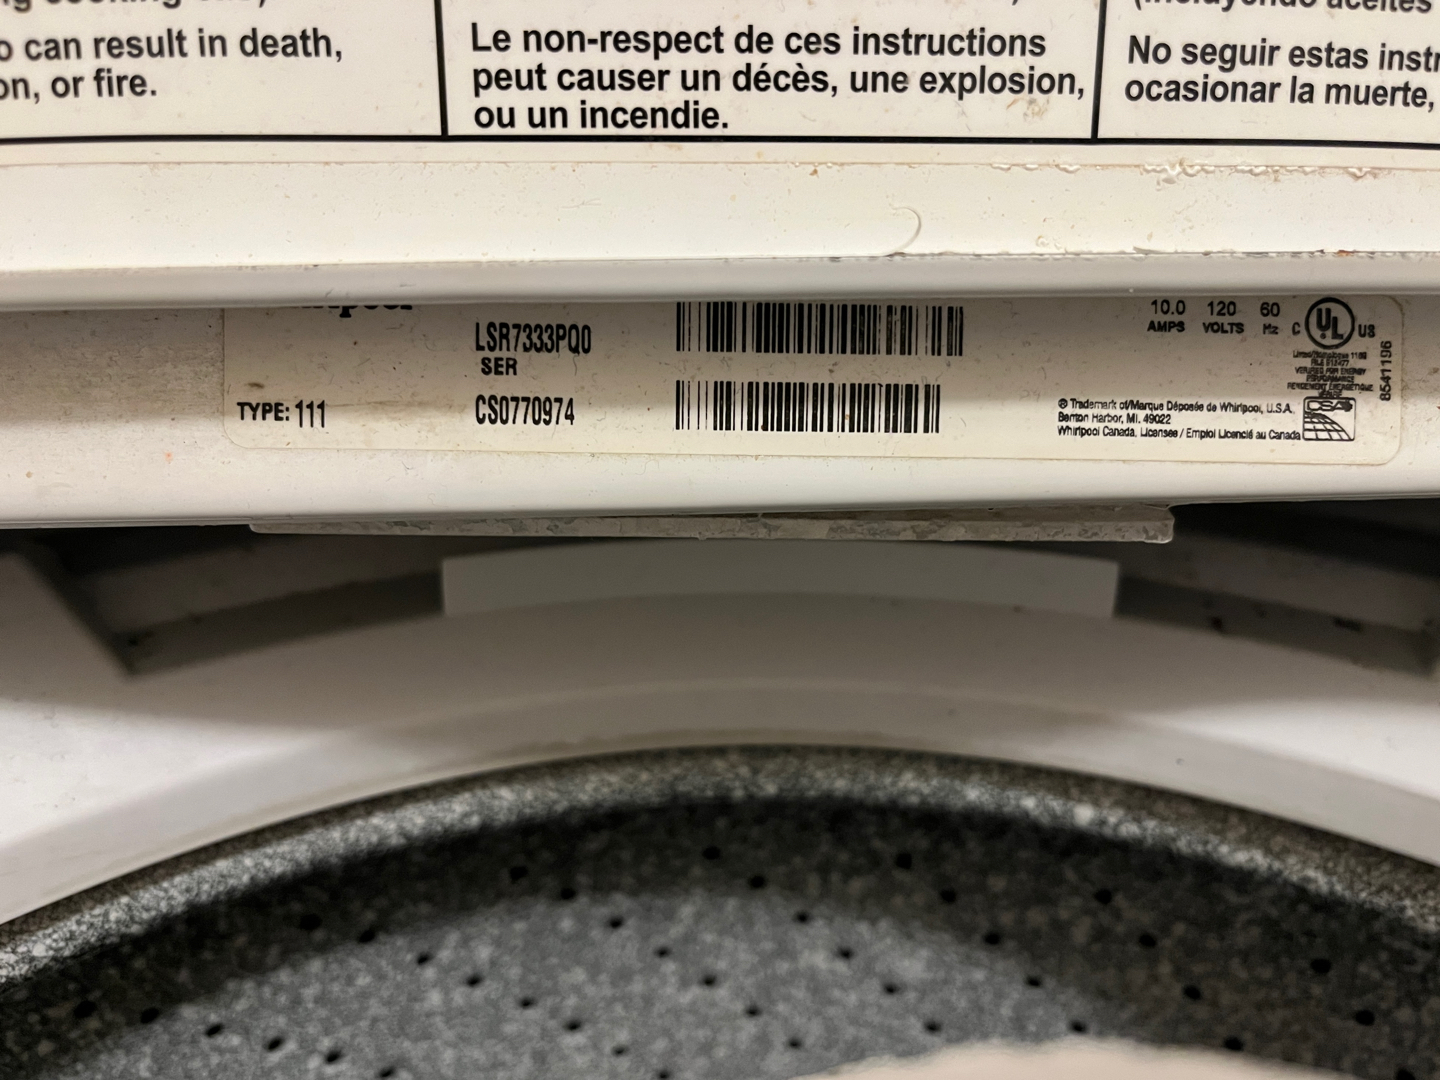 o can result in death,
on, or fire.
Le non-respect de ces instructions
peut causer un décès, une explosion,
ou un incendie.
No seguir estas instr
ocasionar la muerte,
LSR7333PQ0
SER
TYPE: 111
CS0770974
10.0 120 60
AMPS VOLTS Hz
C UL US
8541196
® Trademark of/Marque Déposée de Whirlpool, U.S.A.
Benton Harbor, MI. 49022
Whirlpool Canada, Licensee / Emploi Licencié au Canada